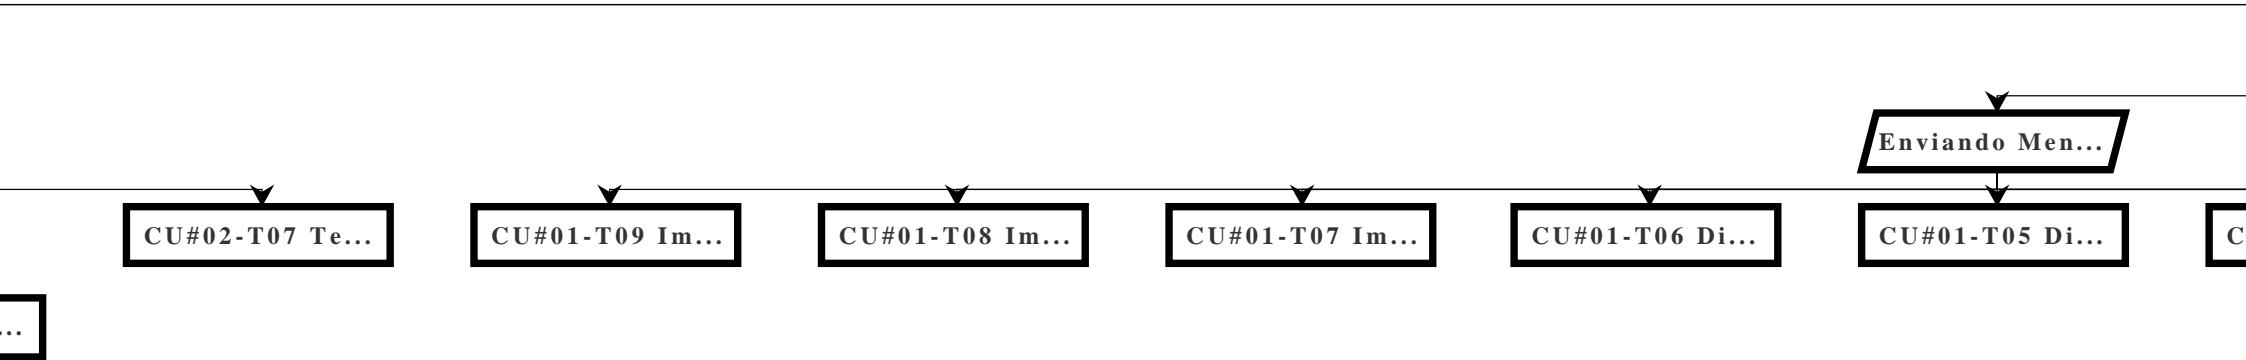 Enviando Men...
CU#02-T07 Te...
CU#01-T09 Im...
CU#01-T08 Im...
CU#01-T07 Im...
CU#01-T06 Di...
CU#01-T05 Di...
C
...